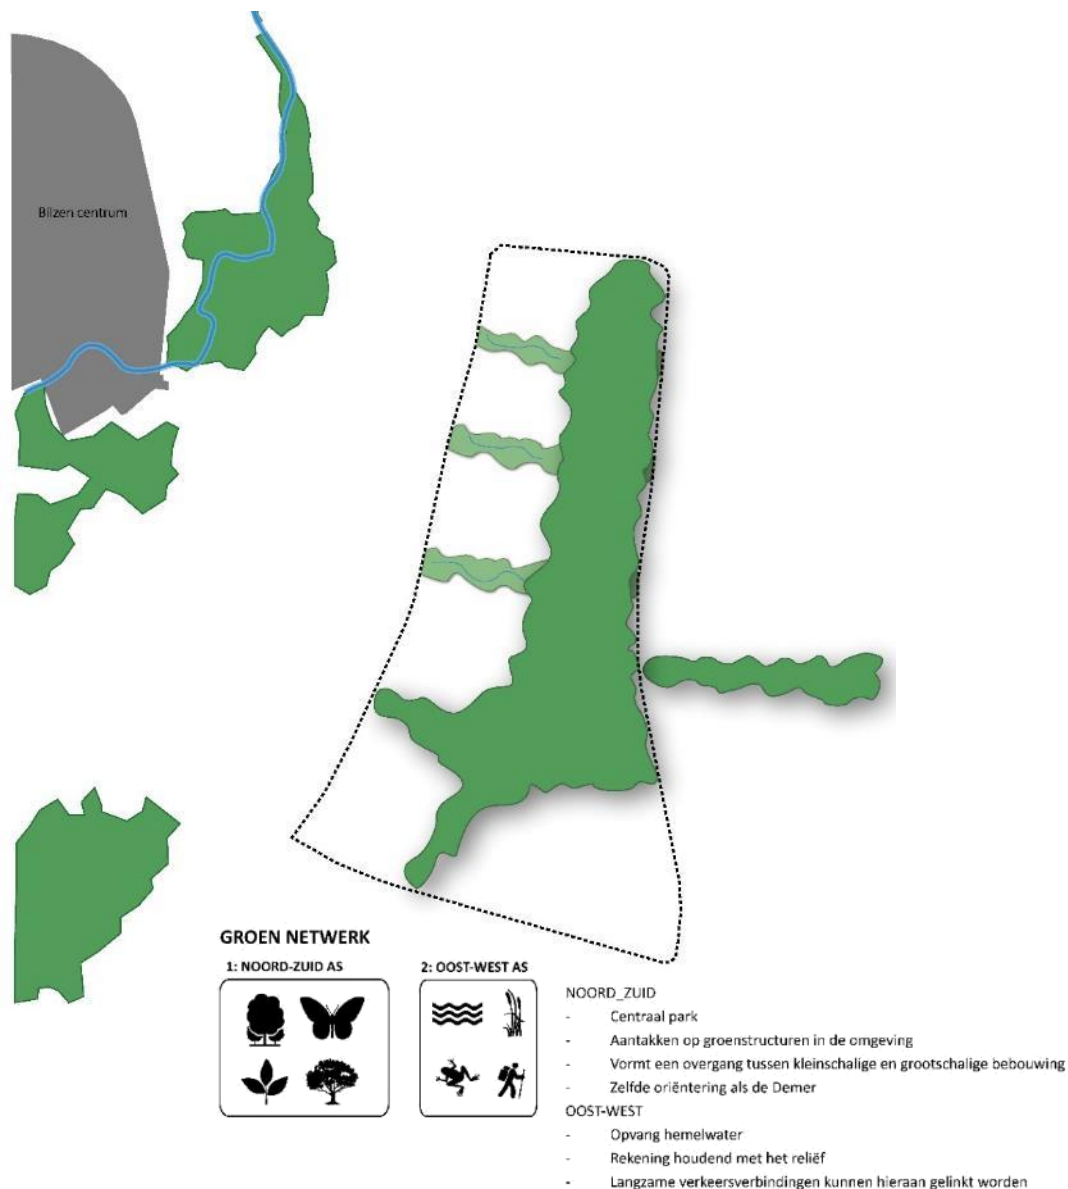 Bilzen centrum
GROEN NETWERK
1: NOORD-ZUID AS
2: OOST-WEST AS
NOORD_ZUID
- Centraal park
- Aantakken op groenstructuren in de omgeving
- Vormt een overgang tussen kleinschalige en grootschalige bebouwing
- Zelfde oriëntering als de Demer
OOST-WEST
- Opvang hemelwater
- Rekening houdend met het reliëf
- Langzame verkeersverbindingen kunnen hieraan gelinkt worden